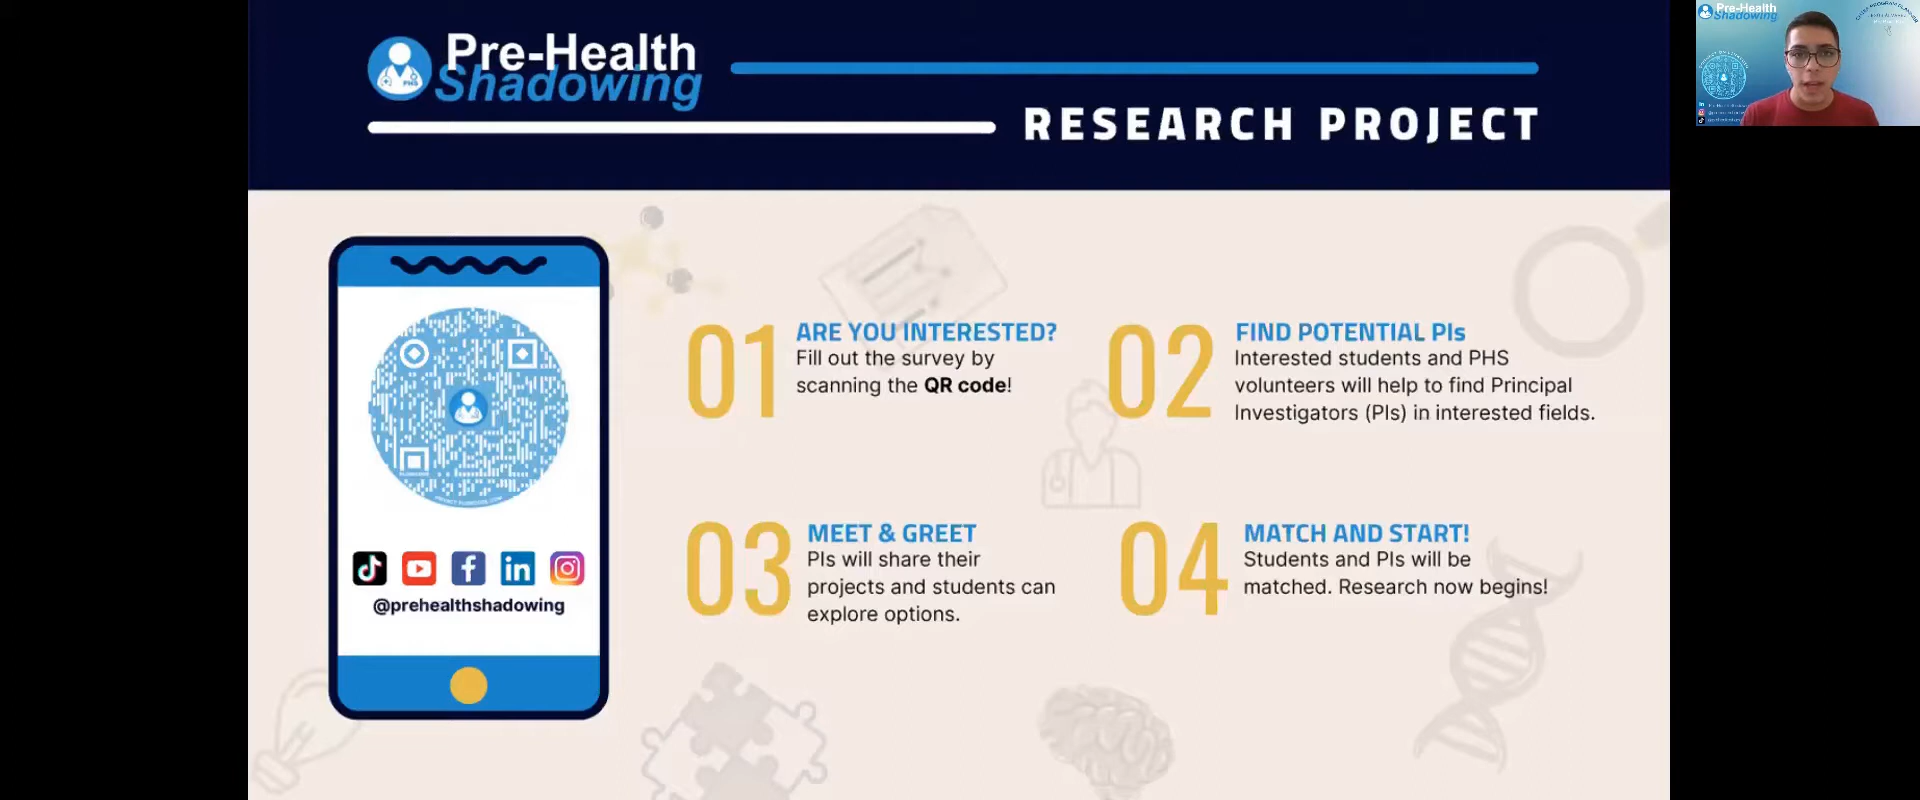 Pre-Health
Shadowing
RESEARCH PROJECT
@prehealthshadowing
01
ARE YOU INTERESTED?
Fill out the survey by
scanning the QR code!
02
FIND POTENTIAL PIs
Interested students and PHS
volunteers will help to find Principal
Investigators (PIs) in interested fields.
03
MEET & GREET
PIs will share their
projects and students can
explore options.
04
MATCH AND START!
Students and PIs will be
matched. Research now begins!
Pre-Health
Shadowing